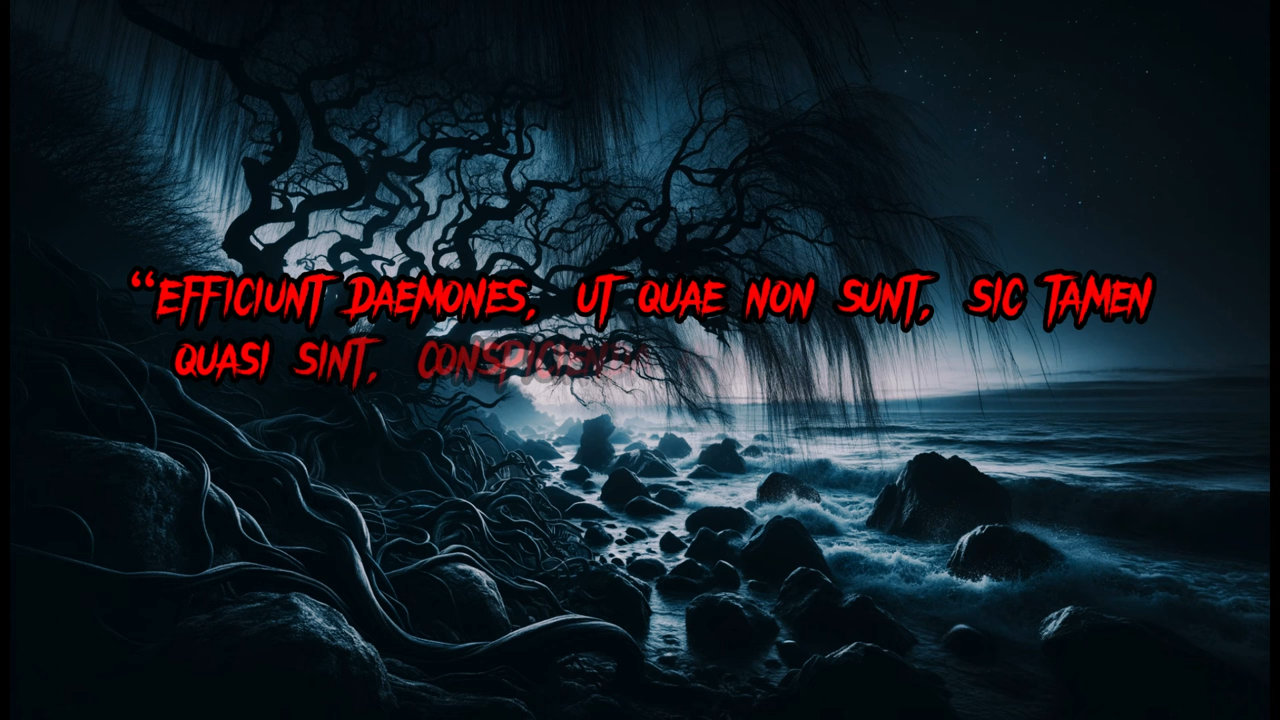 “EFFICIUNT DAEMONES, UT QUAE NON SUNT, SIC TAMEN
QUASI SINT,